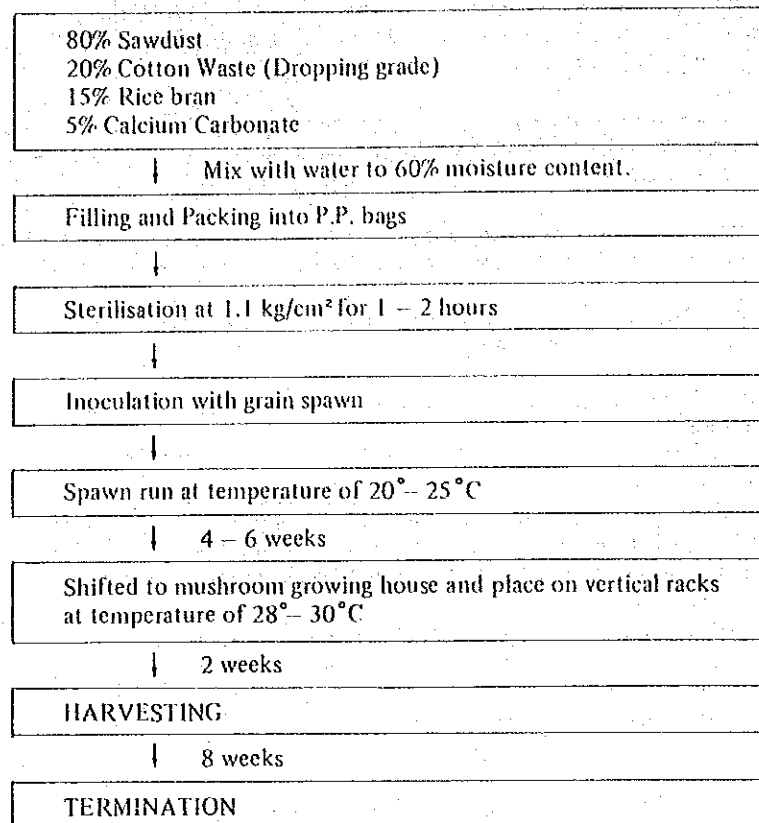 80% Sawdust
20% Cotton Waste (Dropping grade)
15% Rice bran
5% Calcium Carbonate
Mix with water to 60% moisture content.
Filling and Packing into P.P. bags
Sterilisation at 1.1 kg/cm² for 1 – 2 hours
Inoculation with grain spawn
Spawn run at temperature of 20°– 25°C
4 – 6 weeks
Shifted to mushroom growing house and place on vertical racks
at temperature of 28°– 30°C
2 weeks
HARVESTING
8 weeks
TERMINATION